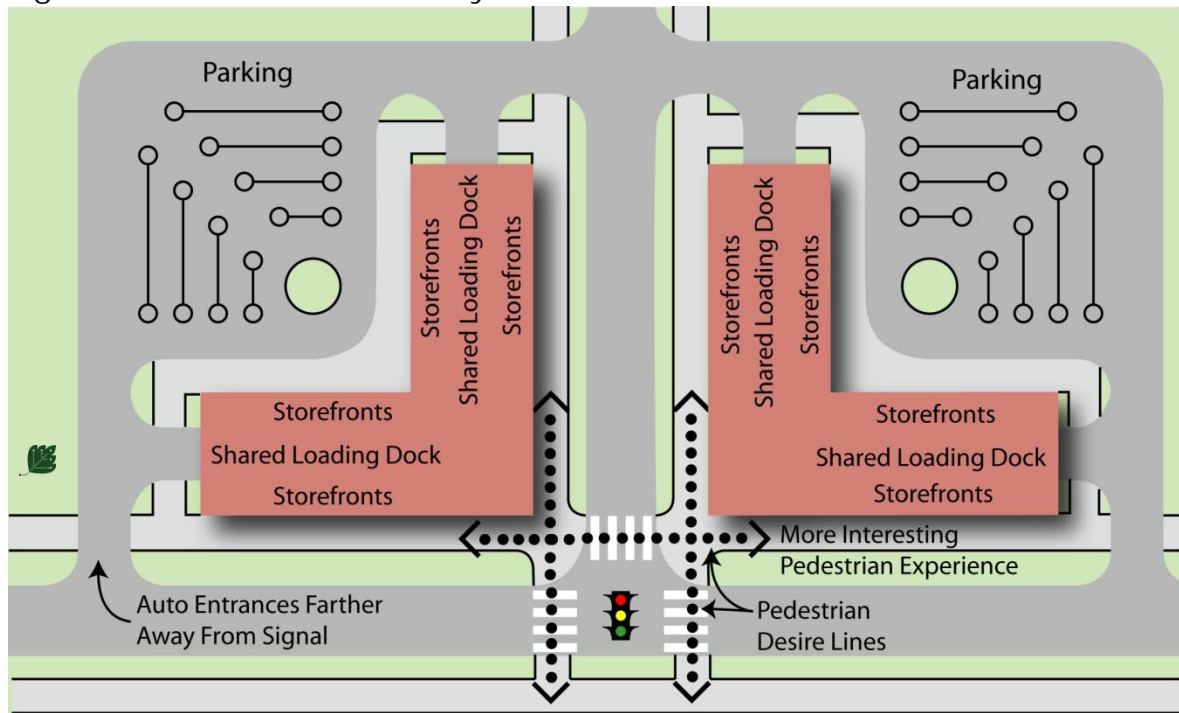 Parking
Parking
Storefronts
Shared Loading Dock
Storefronts
Storefronts
Shared Loading Dock
Storefronts
Storefronts
Shared Loading Dock
Storefronts
Storefronts
Shared Loading Dock
Storefronts
More Interesting
Pedestrian Experience
Auto Entrances Farther
Away From Signal
Pedestrian
Desire Lines